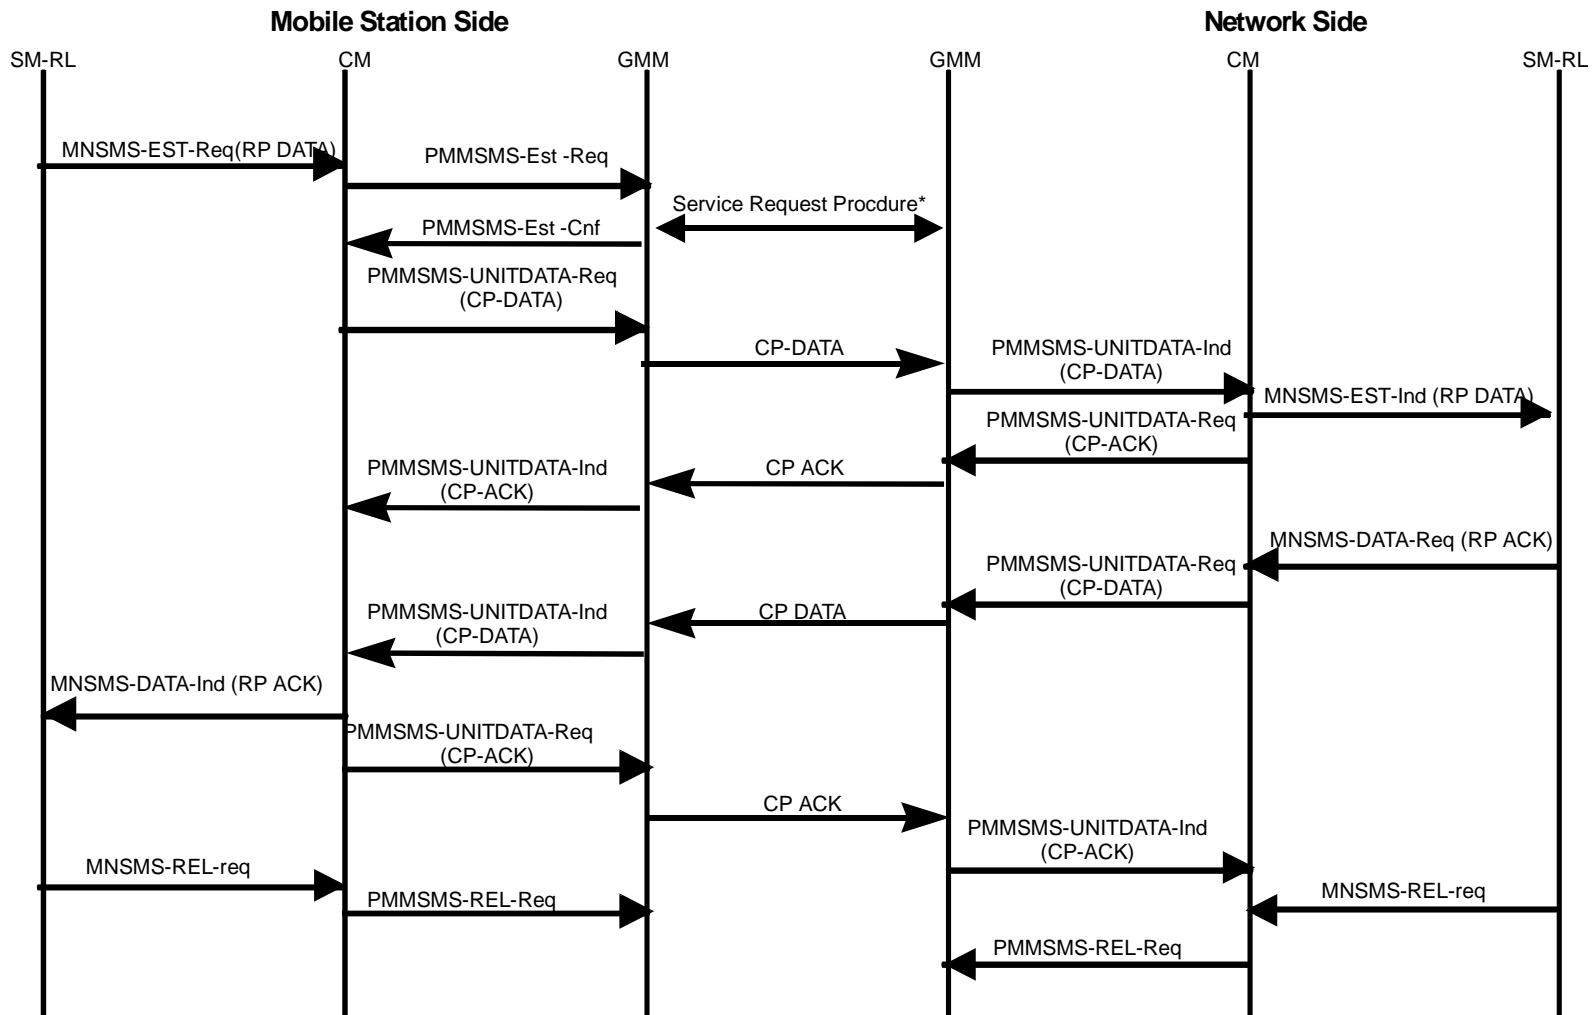 Mobile Station Side
Network Side
SM-RL
CM
GMM
GMM
CM
SM-RL
MNSMS-EST-Req(RP DATA)
PMMSMS-Est -Req
Service Request Procdure*
PMMSMS-Est -Cnf
PMMSMS-UNITDATA-Req
(CP-DATA)
CP-DATA
PMMSMS-UNITDATA-Ind
(CP-DATA)
MNSMS-EST-Ind (RP DATA)
PMMSMS-UNITDATA-Req
(CP-ACK)
CP ACK
PMMSMS-UNITDATA-Ind
(CP-ACK)
MNSMS-DATA-Req (RP ACK)
PMMSMS-UNITDATA-Req
(CP-DATA)
CP DATA
PMMSMS-UNITDATA-Ind
(CP-DATA)
MNSMS-DATA-Ind (RP ACK)
PMMSMS-UNITDATA-Req
(CP-ACK)
CP ACK
PMMSMS-UNITDATA-Ind
(CP-ACK)
MNSMS-REL-req
PMMSMS-REL-Req
MNSMS-REL-req
PMMSMS-REL-Req